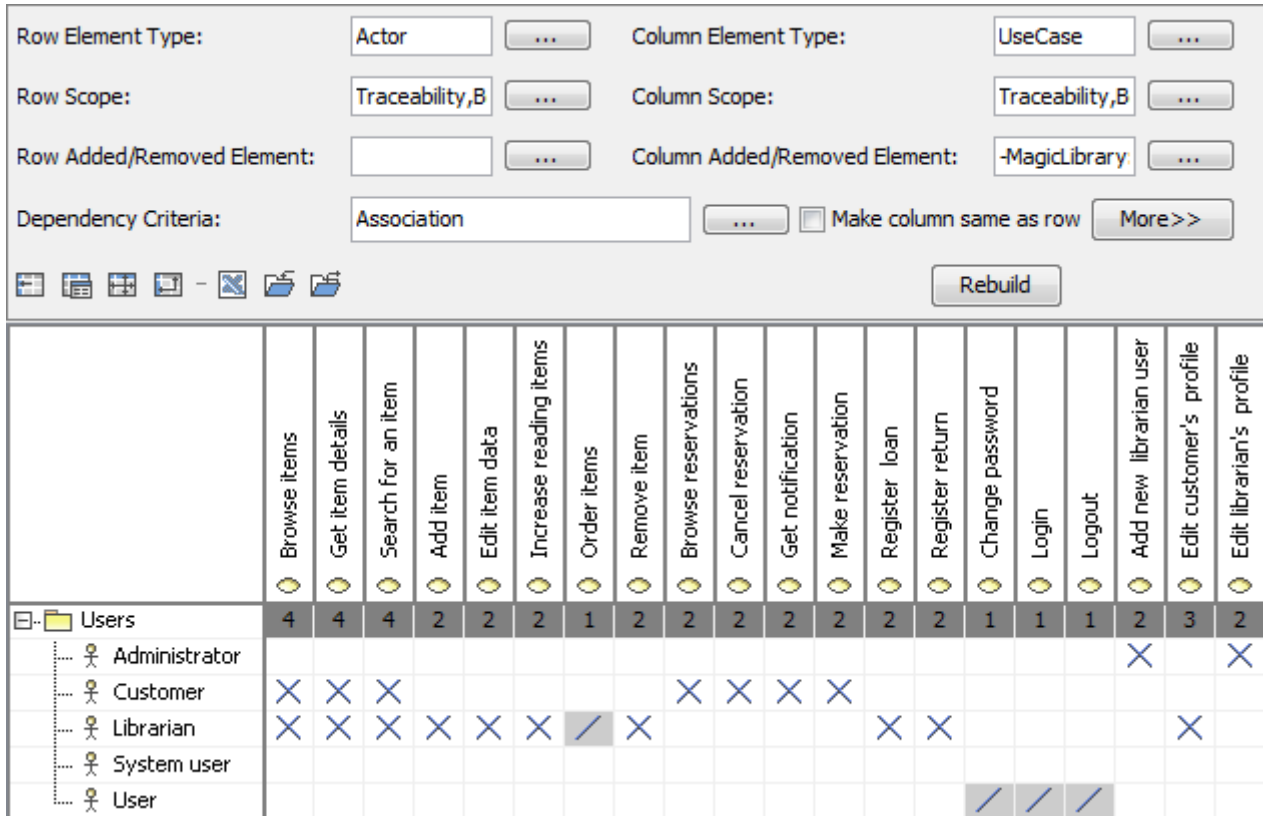 Row Element Type: Actor ... Column Element Type: UseCase ...
Row Scope: Traceability,B ... Column Scope: Traceability,B ...
Row Added/Removed Element: ... Column Added/Removed Element: -MagicLibrary: ...
Dependency Criteria: Association ... Make column same as row More>>
Rebuild
Browse items
Get item details
Search for an item
Add item
Edit item data
Increase reading items
Order items
Remove item
Browse reservations
Cancel reservation
Get notification
Make reservation
Register loan
Register return
Change password
Login
Logout
Add new librarian user
Edit customer's profile
Edit librarian's profile
Users 4 4 4 2 2 2 1 2 2 2 2 2 2 2 1 1 1 2 3 2
Administrator
Customer
Librarian
System user
User